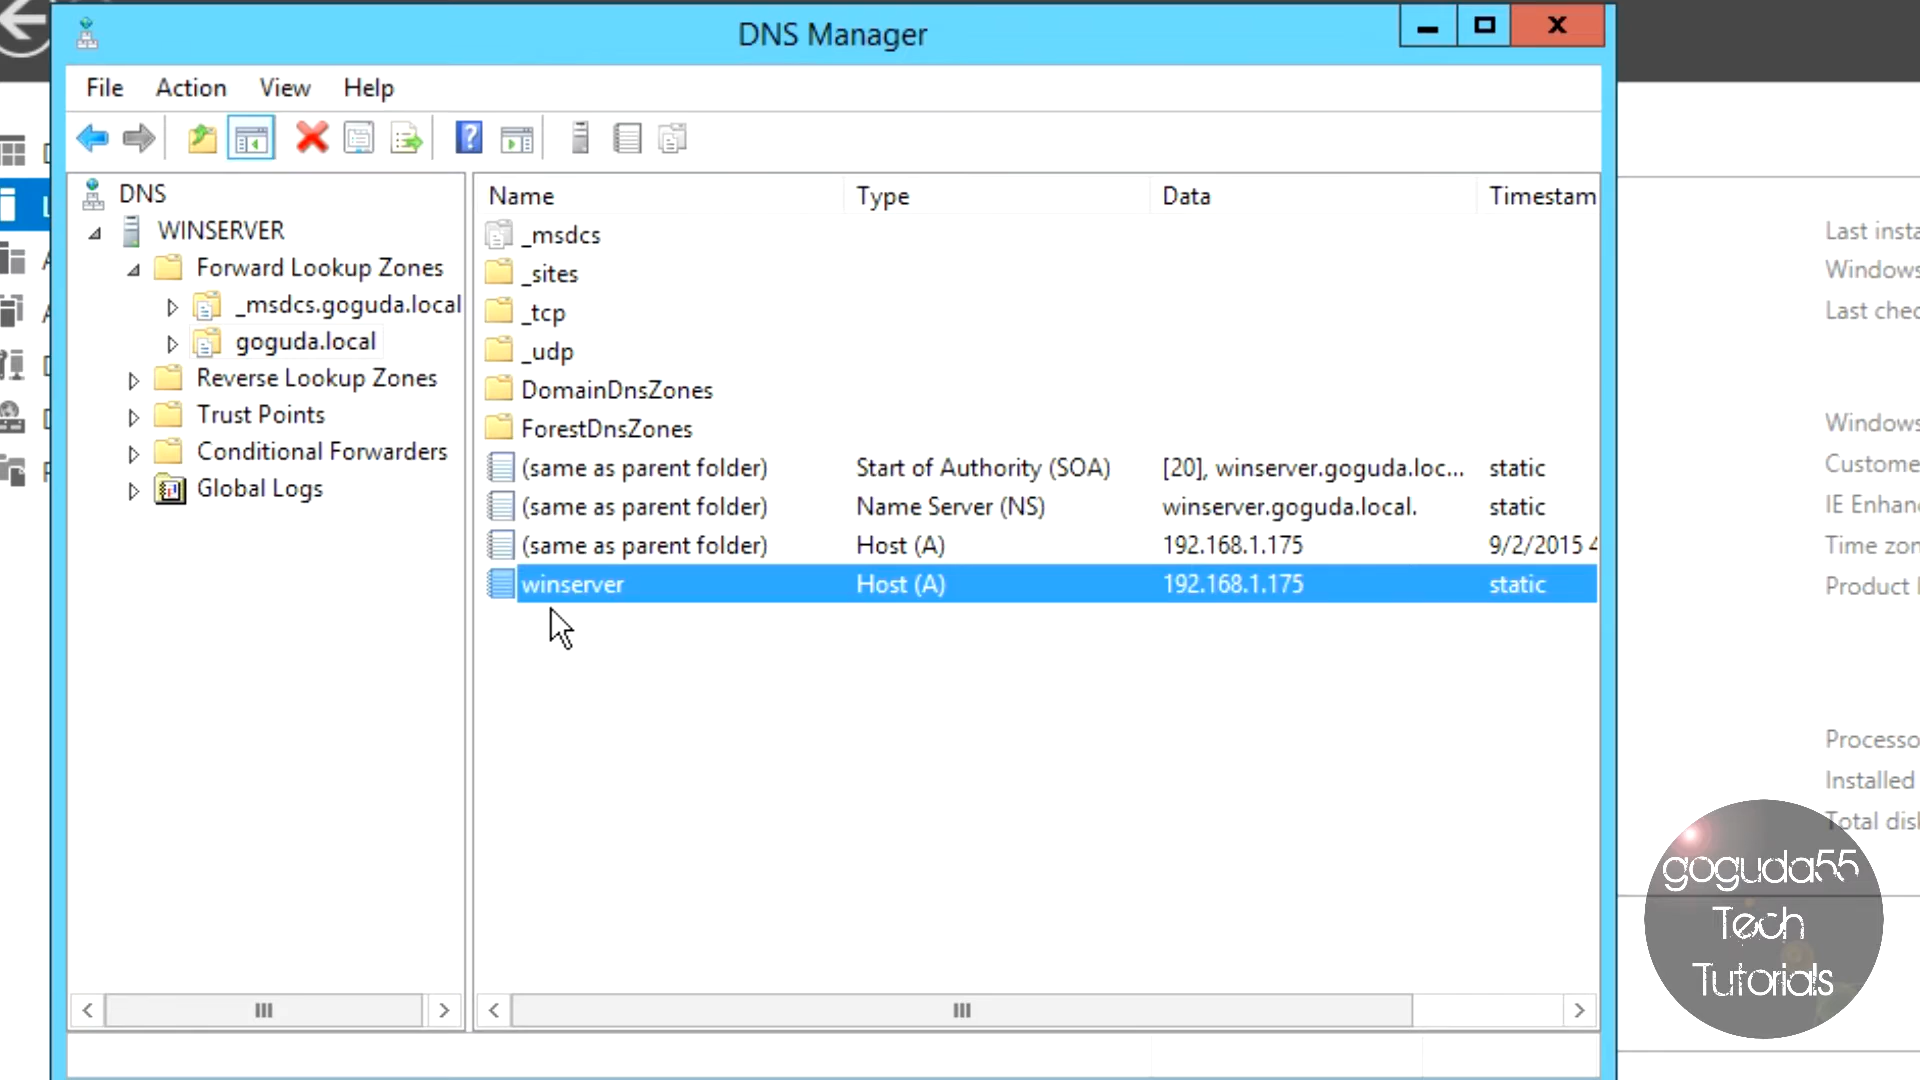 DNS Manager
File Action View Help
DNS
WINSERVER
Forward Lookup Zones
_msdcs.goguda.local
goguda.local
Reverse Lookup Zones
Trust Points
Conditional Forwarders
Global Logs
Name Type Data Timestam
_msdcs
_sites
_tcp
_udp
DomainDnsZones
ForestDnsZones
(same as parent folder) Start of Authority (SOA) [20], winserver.goguda.loc... static
(same as parent folder) Name Server (NS) winserver.goguda.local. static
(same as parent folder) Host (A) 192.168.1.175 9/2/2015 4
winserver Host (A) 192.168.1.175 static
Last insta
Windows
Last chec
Windows
Custome
IE Enhan
Time zon
Product
Processo
Installed
Total disk
goguda55
Tech
Tutorials